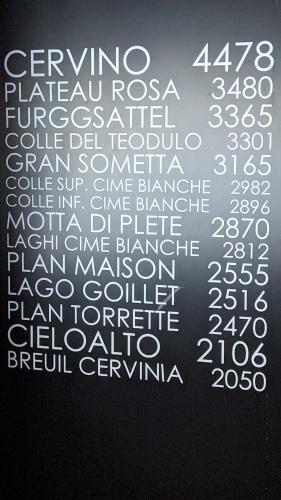 CERVINO 4478
PLATEAU ROSA 3480
FURGGSATTEL 3365
COLLE DEL TEODULO 3301
GRAN SOMETTA 3165
COLLE SUP. CIME BIANCHE 2982
COLLE INF. CIME BIANCHE 2896
MOTTA DI PLETE 2870
LAGHI CIME BIANCHE 2812
PLAN MAISON 2555
LAGO GOILLET 2516
PLAN TORRETTE 2470
CIELOALTO 2106
BREUIL CERVINIA 2050